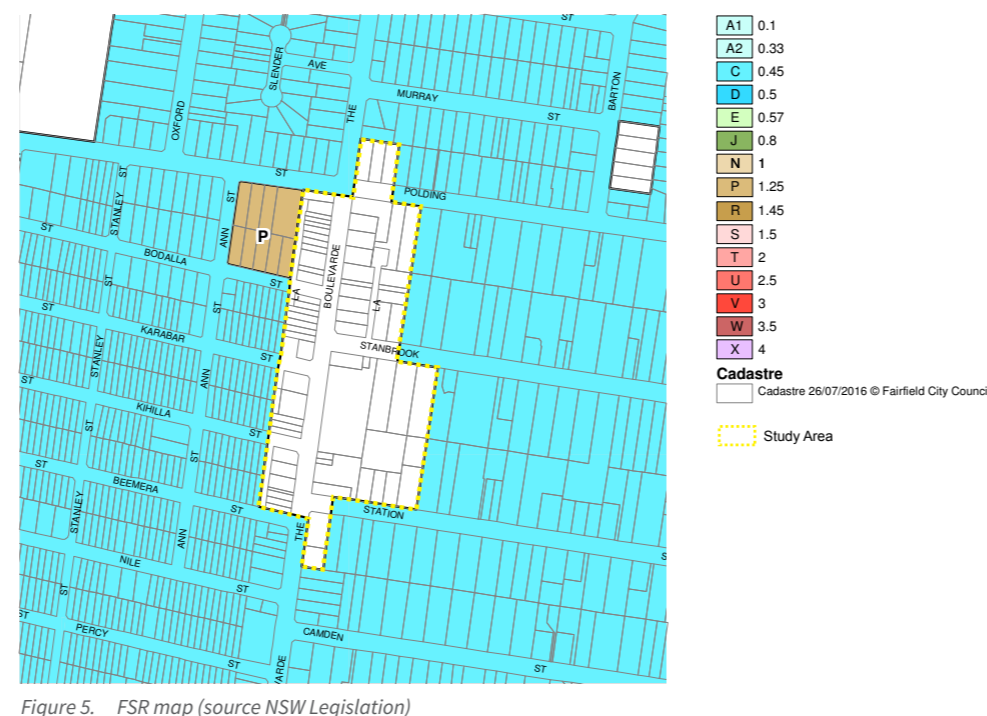 ST
SLENDER
AVE
BARTON
MURRAY
ST
THE
OXFORD
ST
ST
STANLEY
ST
POLDING
ST
ANN
P
BODALLA
ST
LA
BOULEVARDE
LA
ST
ST
ST
KARABAR
ST
STANBROOK
STANLEY
ANN
ST
KIHILLA
ST
ST
ST
ST
BEEMERA
ST
STATION
STANLEY
ANN
THE
NILE
ST
S
ST
ST
PERCY
ST
CAMDEN
ST
VARDE
A1 0.1
A2 0.33
C 0.45
D 0.5
E 0.57
J 0.8
N 1
P 1.25
R 1.45
S 1.5
T 2
U 2.5
V 3
W 3.5
X 4
Cadastre
Cadastre 26/07/2016 © Fairfield City Counci
Study Area
Figure 5. FSR map (source NSW Legislation)